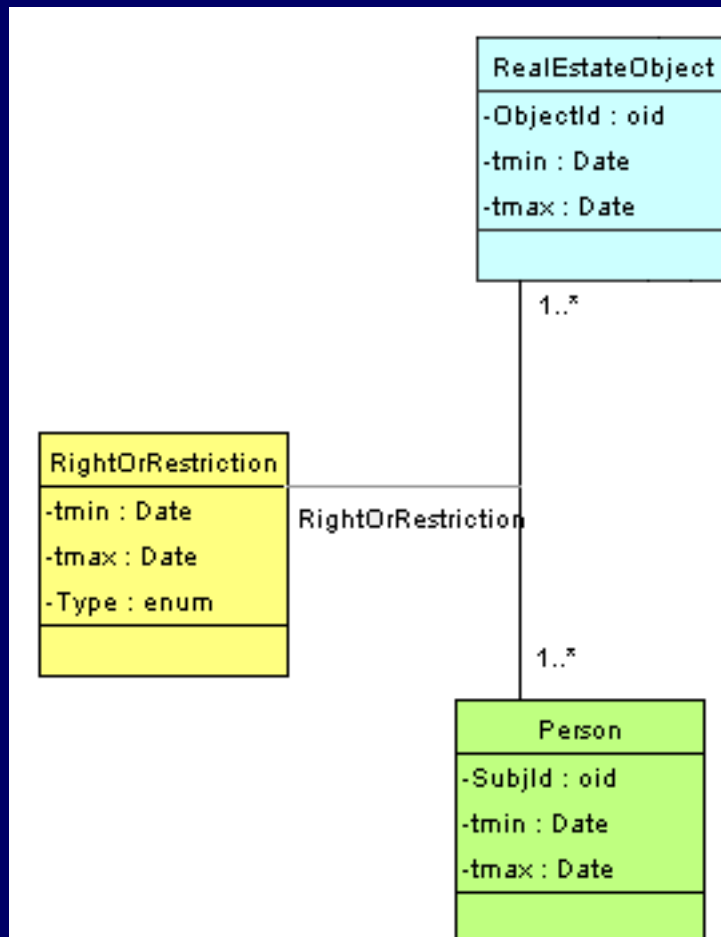 RealEstateObject
-ObjectId : oid
-tmin : Date
-tmax : Date
1..*
RightOrRestriction
-tmin : Date
-tmax : Date
-Type : enum
RightOrRestriction
1..*
Person
-SubjId : oid
-tmin : Date
-tmax : Date